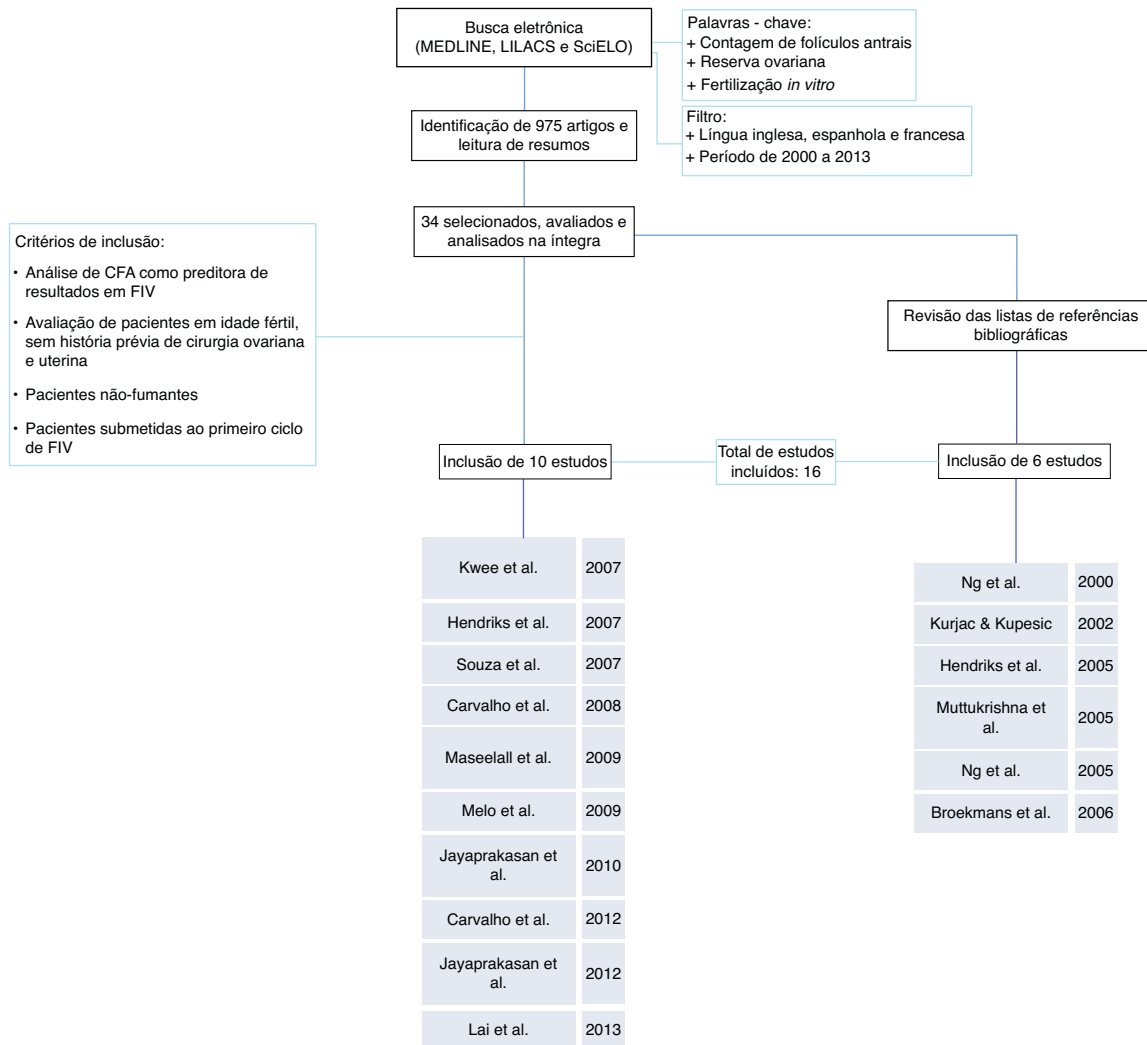 Busca eletrônica
(MEDLINE, LILACS e SciELO)
Palavras - chave:
+ Contagem de folículos antrais
+ Reserva ovariana
+ Fertilização in vitro
Filtro:
+ Língua inglesa, espanhola e francesa
+ Período de 2000 a 2013
Identificação de 975 artigos e
leitura de resumos
34 selecionados, avaliados e
analisados na íntegra
Critérios de inclusão:
• Análise de CFA como preditora de
resultados em FIV
• Avaliação de pacientes em idade fértil,
sem história prévia de cirurgia ovariana
e uterina
• Pacientes não-fumantes
• Pacientes submetidas ao primeiro ciclo
de FIV
Revisão das listas de referências
bibliográficas
Inclusão de 10 estudos
Total de estudos
incluídos: 16
Inclusão de 6 estudos
Kwee et al. 2007
Hendriks et al. 2007
Souza et al. 2007
Carvalho et al. 2008
Maseelall et al. 2009
Melo et al. 2009
Jayaprakasan et
al. 2010
Carvalho et al. 2012
Jayaprakasan et
al. 2012
Lai et al. 2013
Ng et al. 2000
Kurjac & Kupesic 2002
Hendriks et al. 2005
Muttukrishna et
al. 2005
Ng et al. 2005
Broekmans et al. 2006